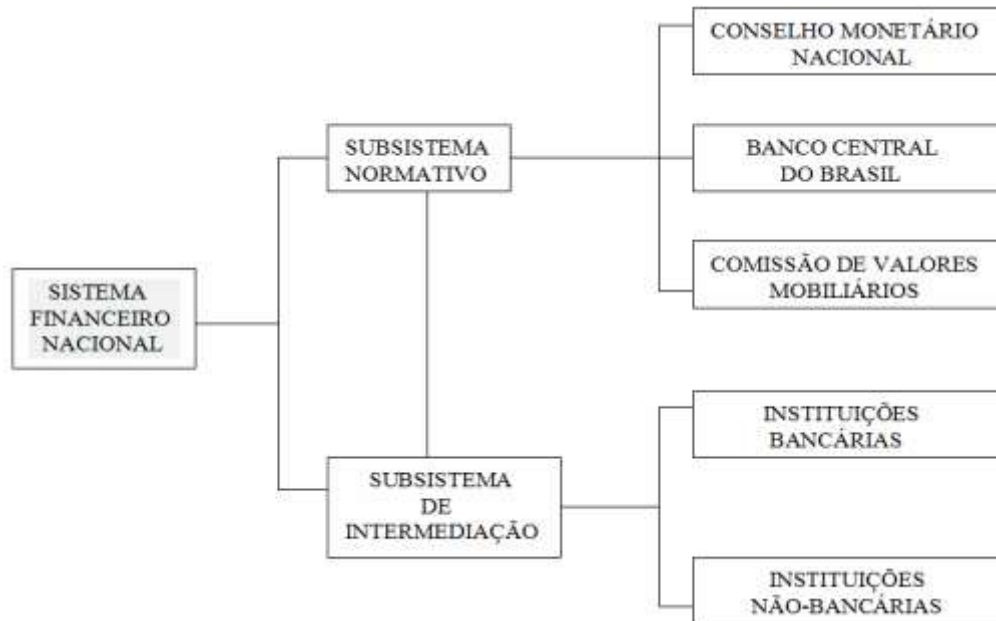 CONSELHO MONETÁRIO
NACIONAL
SUBSISTEMA
NORMATIVO
BANCO CENTRAL
DO BRASIL
COMISSÃO DE VALORES
MOBILIÁRIOS
SISTEMA
FINANCEIRO
NACIONAL
INSTITUIÇÕES
BANCÁRIAS
SUBSISTEMA
DE
INTERMEDIAÇÃO
INSTITUIÇÕES
NÃO-BANCÁRIAS